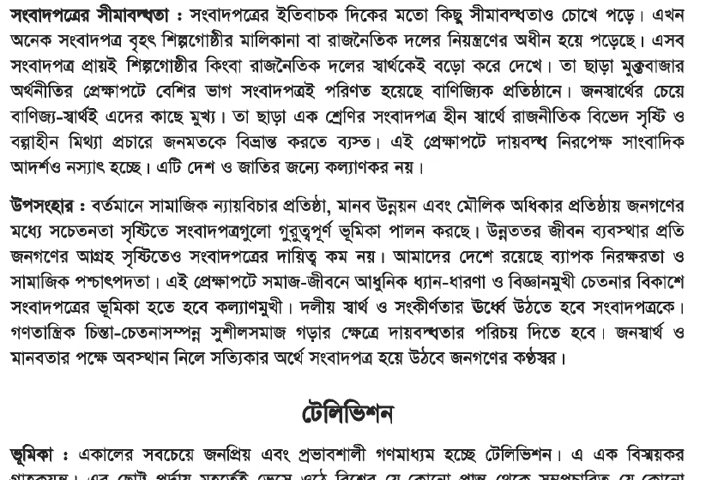 সংবাদপত্রের সীমাবদ্ধতা : সংবাদপত্রের ইতিবাচক দিকের মতো কিছু সীমাবদ্ধতাও চোখে পড়ে। এখন
অনেক সংবাদপত্র বৃহৎ শিল্পগোষ্ঠীর মালিকানা বা রাজনৈতিক দলের নিয়ন্ত্রণের অধীন হয়ে পড়েছে। এসব
সংবাদপত্র প্রায়ই শিল্পগোষ্ঠীর কিংবা রাজনৈতিক দলের স্বার্থকেই বড়ো করে দেখে। তা ছাড়া মুক্তবাজার
অর্থনীতির প্রেক্ষাপটে বেশির ভাগ সংবাদপত্রই পরিণত হয়েছে বাণিজ্যিক প্রতিষ্ঠানে। জনস্বার্থের চেয়ে
বাণিজ্য-স্বার্থই এদের কাছে মুখ্য। তা ছাড়া এক শ্রেণির সংবাদপত্র হীন স্বার্থে রাজনীতিক বিভেদ সৃষ্টি ও
বল্গাহীন মিথ্যা প্রচারে জনমতকে বিভ্রান্ত করতে ব্যস্ত। এই প্রেক্ষাপটে দায়বদ্ধ নিরপেক্ষ সাংবাদিক
আদর্শও নস্যাৎ হচ্ছে। এটি দেশ ও জাতির জন্যে কল্যাণকর নয়।
উপসংহার : বর্তমানে সামাজিক ন্যায়বিচার প্রতিষ্ঠা, মানব উন্নয়ন এবং মৌলিক অধিকার প্রতিষ্ঠায় জনগণের
মধ্যে সচেতনতা সৃষ্টিতে সংবাদপত্রগুলো গুরুত্বপূর্ণ ভূমিকা পালন করছে। উন্নততর জীবন ব্যবস্থার প্রতি
জনগণের আগ্রহ সৃষ্টিতেও সংবাদপত্রের দায়িত্ব কম নয়। আমাদের দেশে রয়েছে ব্যাপক নিরক্ষরতা ও
সামাজিক পশ্চাৎপদতা। এই প্রেক্ষাপটে সমাজ-জীবনে আধুনিক ধ্যান-ধারণা ও বিজ্ঞানমুখী চেতনার বিকাশে
সংবাদপত্রের ভূমিকা হতে হবে কল্যাণমুখী। দলীয় স্বার্থ ও সংকীর্ণতার ঊর্ধ্বে উঠতে হবে সংবাদপত্রকে।
গণতান্ত্রিক চিন্তা-চেতনাসম্পন্ন সুশীলসমাজ গড়ার ক্ষেত্রে দায়বদ্ধতার পরিচয় দিতে হবে। জনস্বার্থ ও
মানবতার পক্ষে অবস্থান নিলে সত্যিকার অর্থে সংবাদপত্র হয়ে উঠবে জনগণের কণ্ঠস্বর।
টেলিভিশন
ভূমিকা : একালের সবচেয়ে জনপ্রিয় এবং প্রভাবশালী গণমাধ্যম হচ্ছে টেলিভিশন। এ এক বিস্ময়কর